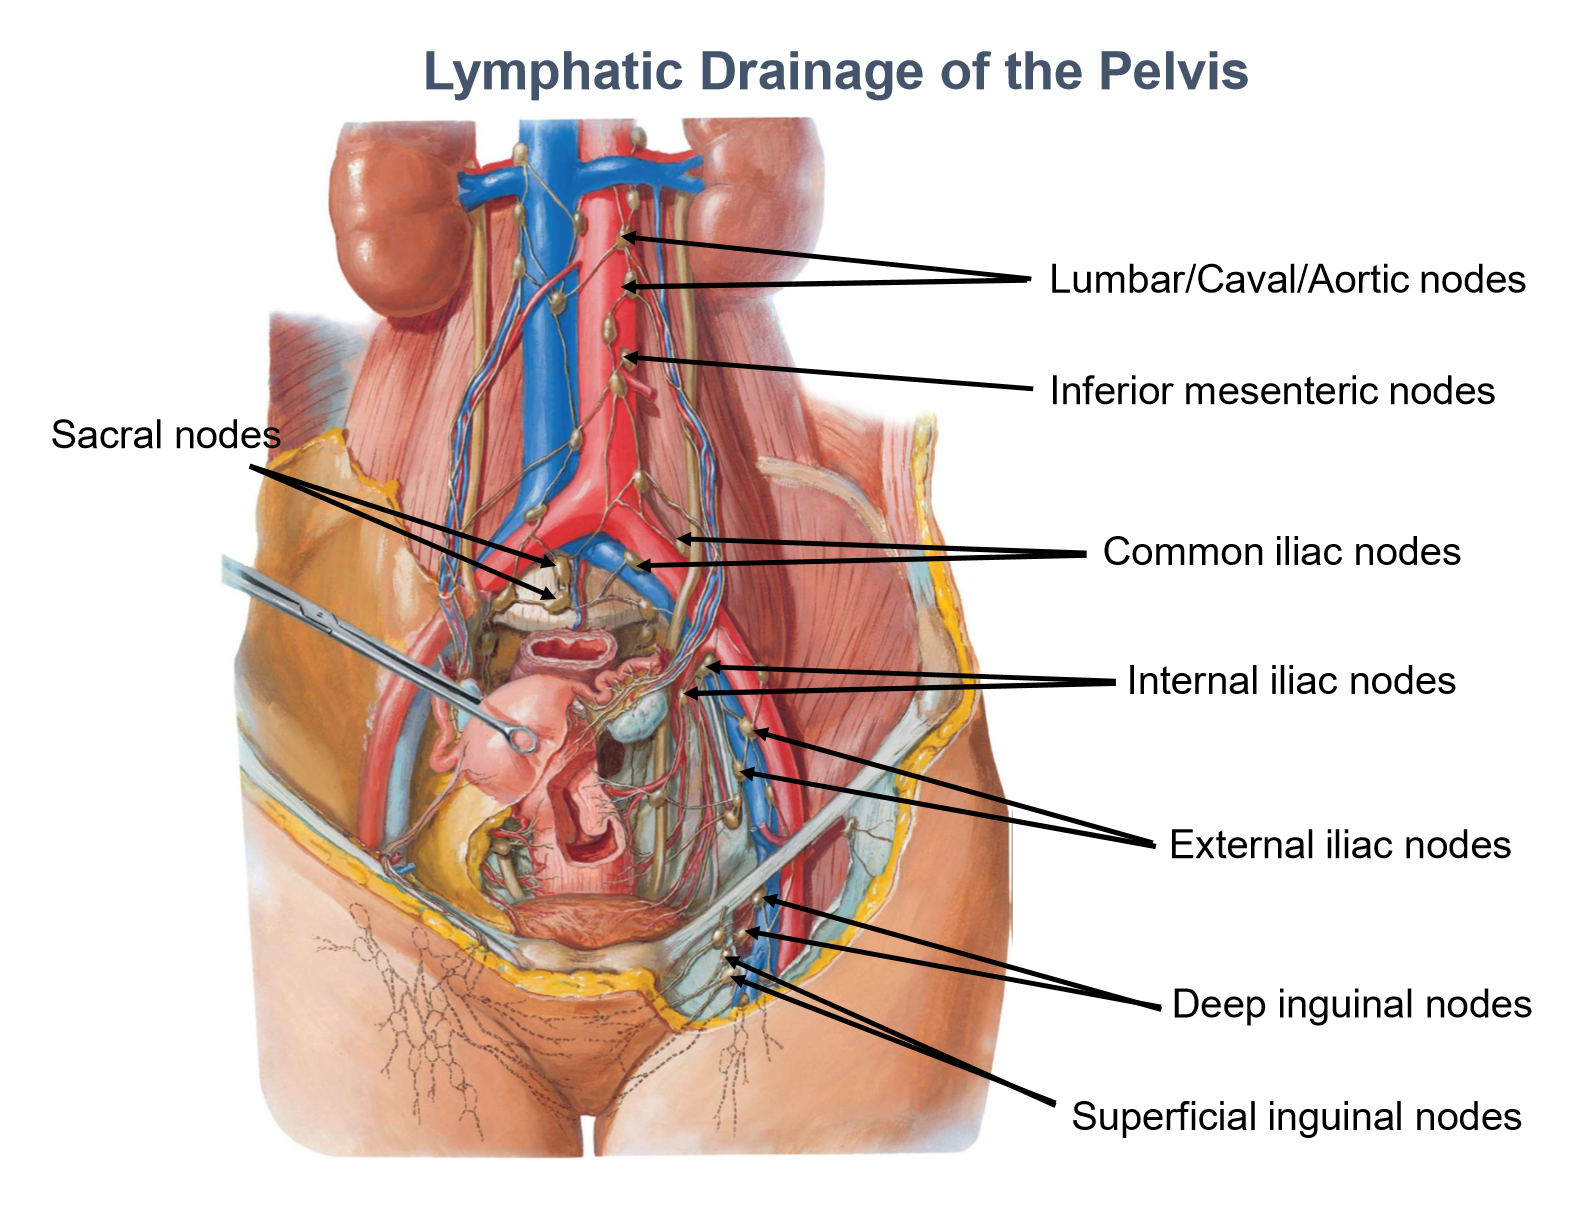 Lymphatic Drainage of the Pelvis
Lumbar/Caval/Aortic nodes
Inferior mesenteric nodes
Sacral nodes
Common iliac nodes
Internal iliac nodes
External iliac nodes
Deep inguinal nodes
Superficial inguinal nodes